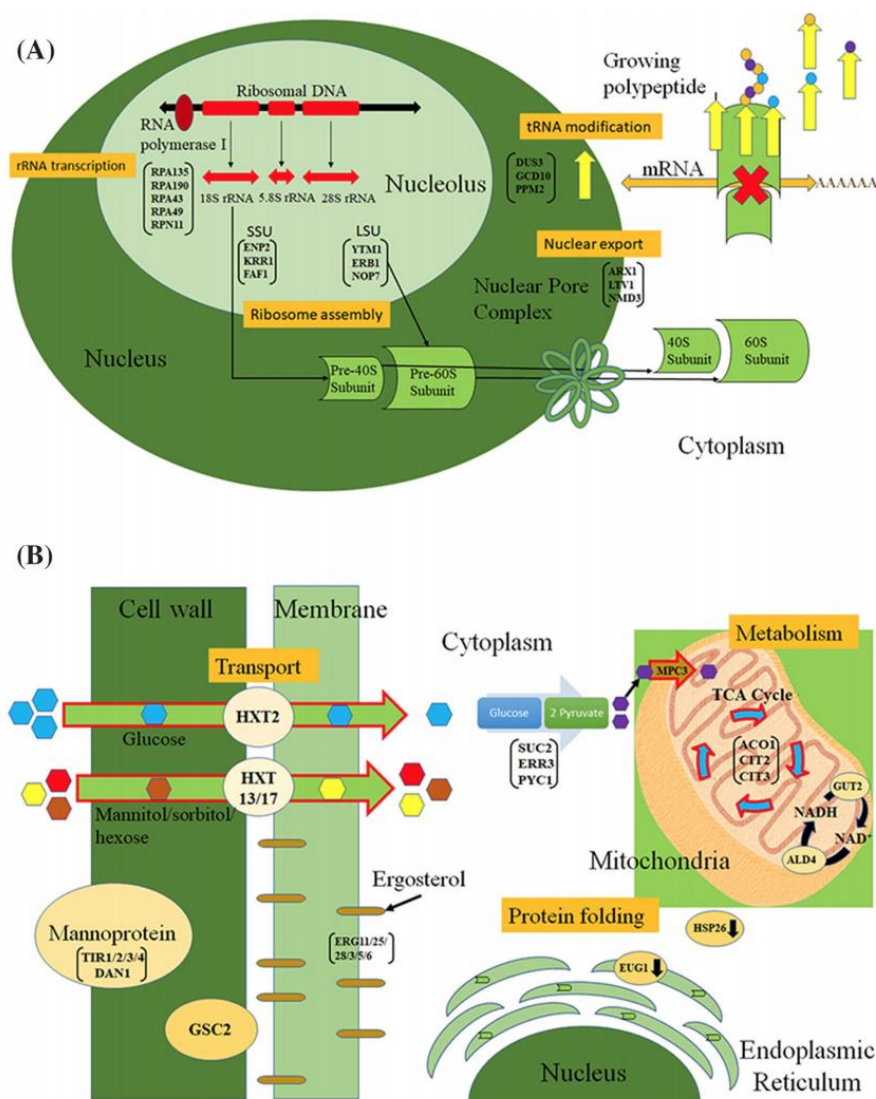 (A)
Ribosomal DNA
RNA
polymerase I
rRNA transcription
RPA135
RPA190
RPA43
RPA49
RPN11
18S rRNA
5.8S rRNA
28S rRNA
Nucleolus
SSU
ENP2
KRR1
FAF1
LSU
YTM1
ERB1
NOP7
Ribosome assembly
Nucleus
Pre-40S
Subunit
Pre-60S
Subunit
tRNA modification
DUS3
GCD10
PPM2
Nuclear export
ARX1
LTV1
NMD3
Nuclear Pore
Complex
Growing
polypeptide
mRNA
AAAAA
40S
Subunit
60S
Subunit
Cytoplasm
(B)
Cell wall
Membrane
Transport
HXT2
Glucose
HXT
13/17
Mannitol/sorbitol/
hexose
Mannoprotein
TIR1/2/3/4
DAN1
GSC2
Ergosterol
ERG11/25/
28/3/5/6
Cytoplasm
Glucose
2 Pyruvate
SUC2
ERR3
PYC1
Metabolism
MPC3
TCA Cycle
ACO1
CIT2
CIT3
GUT2
NADH
NAD⁺
ALD4
Mitochondria
Protein folding
HSP26
EUG1
Nucleus
Endoplasmic
Reticulum